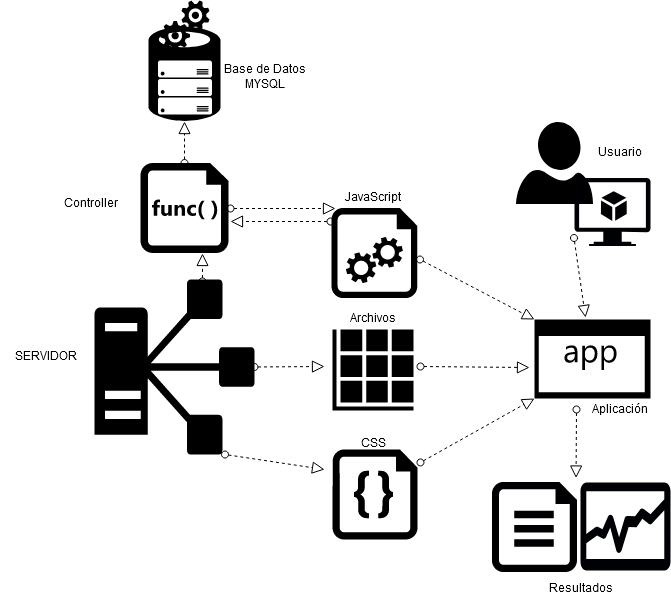 Base de Datos
MYSQL
Usuario
Controller
func( )
JavaScript
SERVIDOR
Archivos
app
Aplicación
CSS
{ }
Resultados